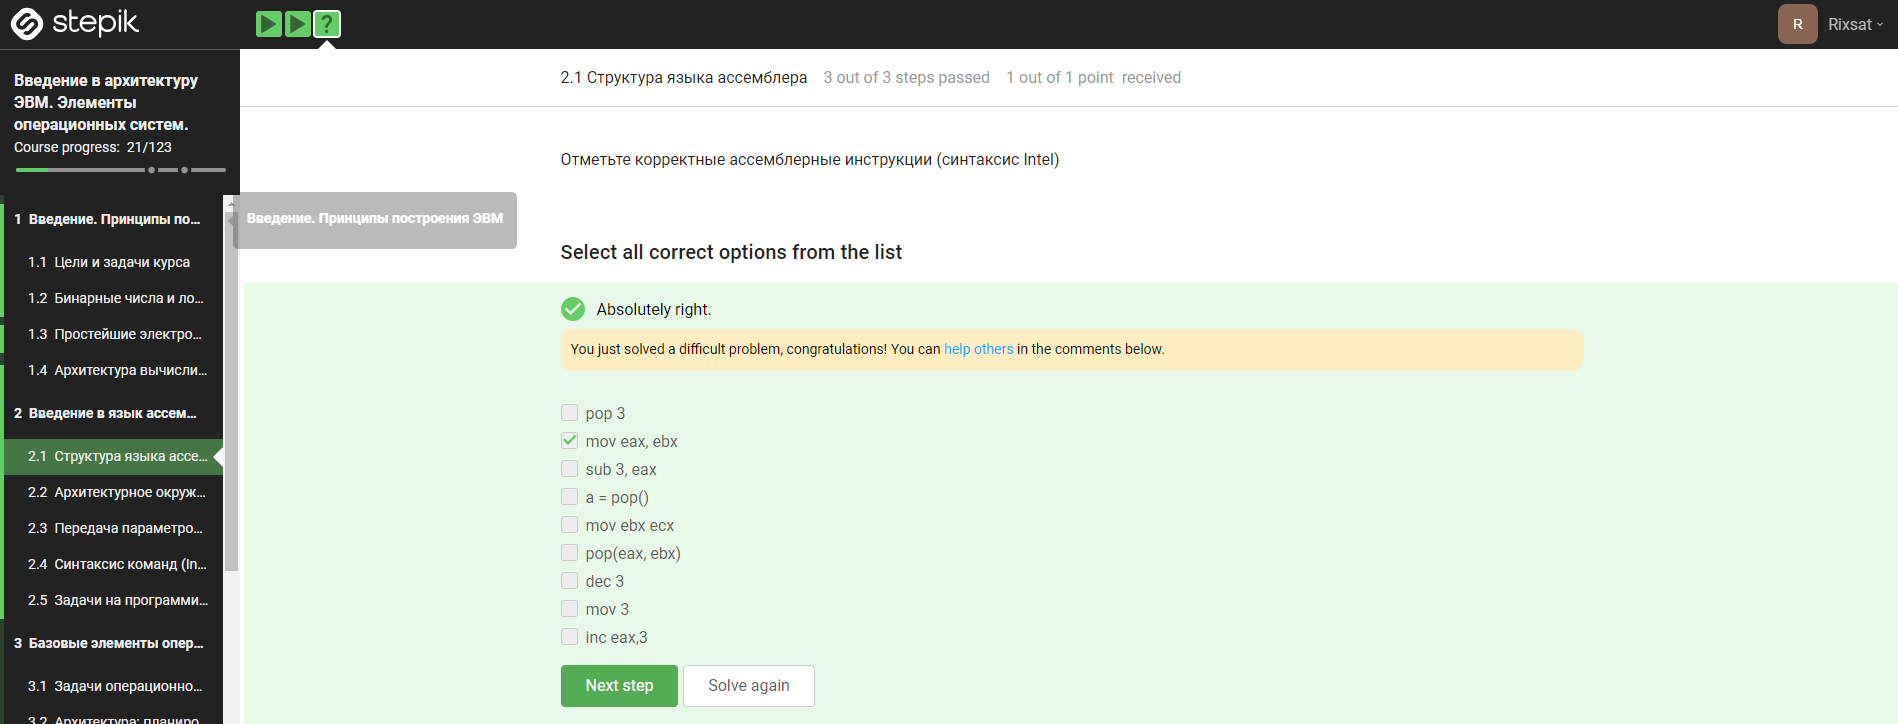 stepik
?
R
Rixsat
Введение в архитектуру
ЭВМ. Элементы
операционных систем.
Course progress: 21/123
1 Введение. Принципы по...
1.1 Цели и задачи курса
1.2 Бинарные числа и ло...
1.3 Простейшие электро...
1.4 Архитектура вычисли...
2 Введение в язык ассем...
2.1 Структура языка ассе...
2.2 Архитектурное окруж...
2.3 Передача параметро...
2.4 Синтаксис команд (In...
2.5 Задачи на программи...
3 Базовые элементы опер...
3.1 Задачи операционно...
3.2 Архитектура: планиро...
Введение. Принципы построения ЭВМ
2.1 Структура языка ассемблера 3 out of 3 steps passed 1 out of 1 point received
Отметьте корректные ассемблерные инструкции (синтаксис Intel)
Select all correct options from the list
Absolutely right.
You just solved a difficult problem, congratulations! You can help others in the comments below.
pop 3
mov eax, ebx
sub 3, eax
a = pop()
mov ebx ecx
pop(eax, ebx)
dec 3
mov 3
inc eax,3
Next step
Solve again